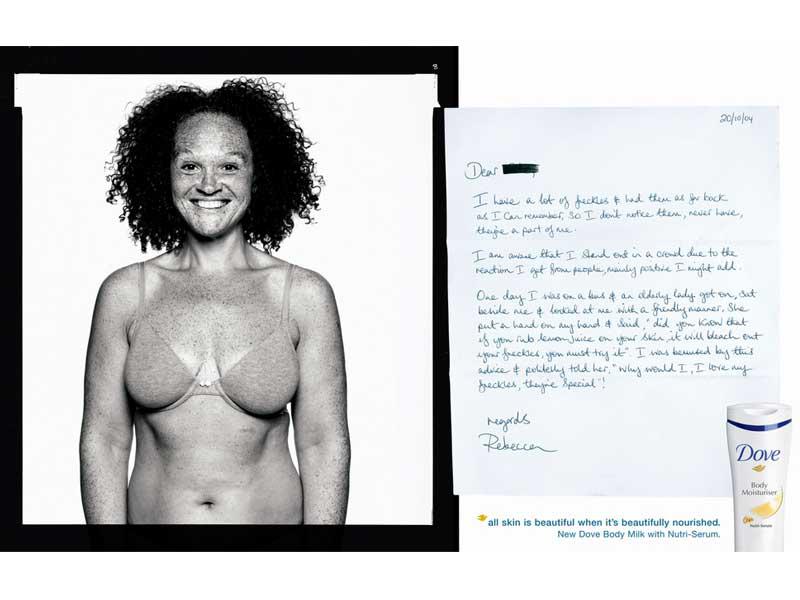 20/10/04
Dear
I have a lot of freckles & had them as far back
as I can remember, so I don't notice them, never have,
they're a part of me.
I am aware that I stand out in a crowd due to the
reaction I get from people, mainly positive I might add.
One day I was on a bus & an elderly lady got on, sat
beside me & looked at me with a friendly manner. She
put a hand on my hand & said, "did you know that
if you rub lemon juice on your skin, it will bleach out
your freckles, you must try it". I was bemused by this
advice & politely told her, "Why would I, I love my
freckles, they're special"!
regards
Rebecca
Dove
Body
Moisturiser
Nutri-Serum
all skin is beautiful when it's beautifully nourished.
New Dove Body Milk with Nutri-Serum.